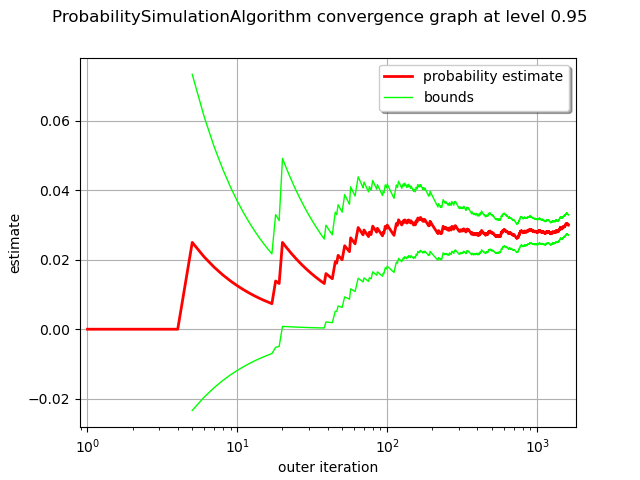 ProbabilitySimulationAlgorithm convergence graph at level 0.95
probability estimate
bounds
0.06
0.04
0.02
0.00
−0.02
estimate
10⁰
10¹
10²
10³
outer iteration